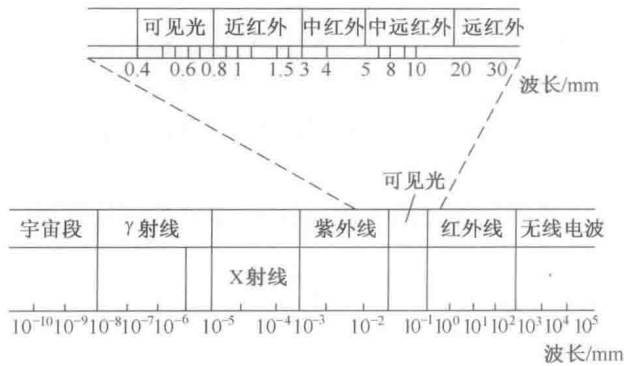 可见光 近红外 中红外 中远红外 远红外
0.4 0.6 0.8 1 1.5 3 4 5 8 10 20 30
波长/mm
可见光
宇宙段 γ射线 紫外线 红外线 无线电波
X射线
10⁻¹⁰ 10⁻⁹ 10⁻⁸ 10⁻⁷ 10⁻⁶ 10⁻⁵ 10⁻⁴ 10⁻³ 10⁻² 10⁻¹ 10⁰ 10¹ 10² 10³ 10⁴ 10⁵
波长/mm